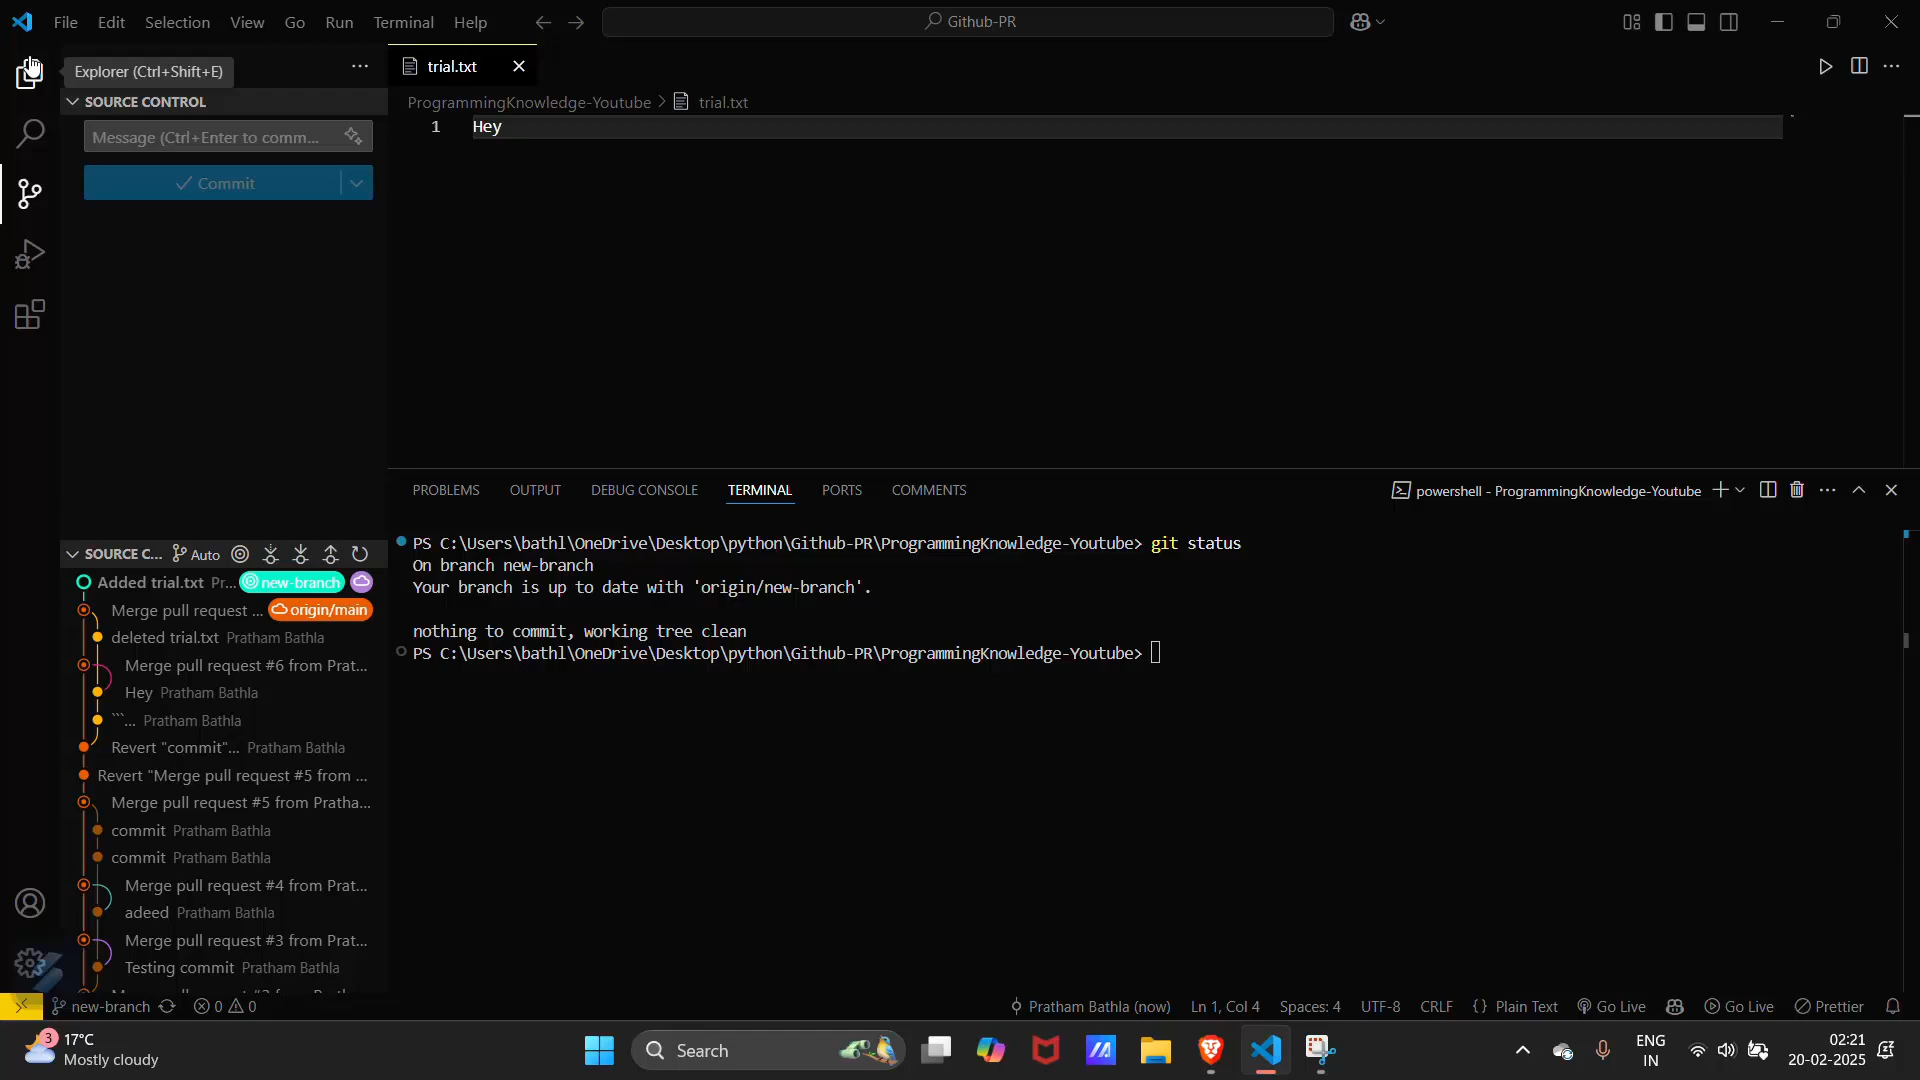 File Edit Selection View Go Run Terminal Help
Github-PR
Explorer (Ctrl+Shift+E)
trial.txt
SOURCE CONTROL
ProgrammingKnowledge-Youtube > trial.txt
Message (Ctrl+Enter to comm...
1 Hey
Commit
PROBLEMS OUTPUT DEBUG CONSOLE TERMINAL PORTS COMMENTS
powershell - ProgrammingKnowledge-Youtube
PS C:\Users\bathl\OneDrive\Desktop\python\Github-PR\ProgrammingKnowledge-Youtube> git status
On branch new-branch
Your branch is up to date with 'origin/new-branch'.
nothing to commit, working tree clean
PS C:\Users\bathl\OneDrive\Desktop\python\Github-PR\ProgrammingKnowledge-Youtube>
SOURCE C... Auto
Added trial.txt Pr... new-branch
Merge pull request ... origin/main
deleted trial.txt Pratham Bathla
Merge pull request #6 from Prat...
Hey Pratham Bathla
```... Pratham Bathla
Revert "commit"... Pratham Bathla
Revert "Merge pull request #5 from ...
Merge pull request #5 from Pratha...
commit Pratham Bathla
commit Pratham Bathla
Merge pull request #4 from Prat...
adeed Pratham Bathla
Merge pull request #3 from Prat...
Testing commit Pratham Bathla
new-branch 0 0
Pratham Bathla (now) Ln 1, Col 4 Spaces: 4 UTF-8 CRLF {} Plain Text Go Live Go Live Prettier
3 17°C
Mostly cloudy
Search
ENG
IN
02:21
20-02-2025